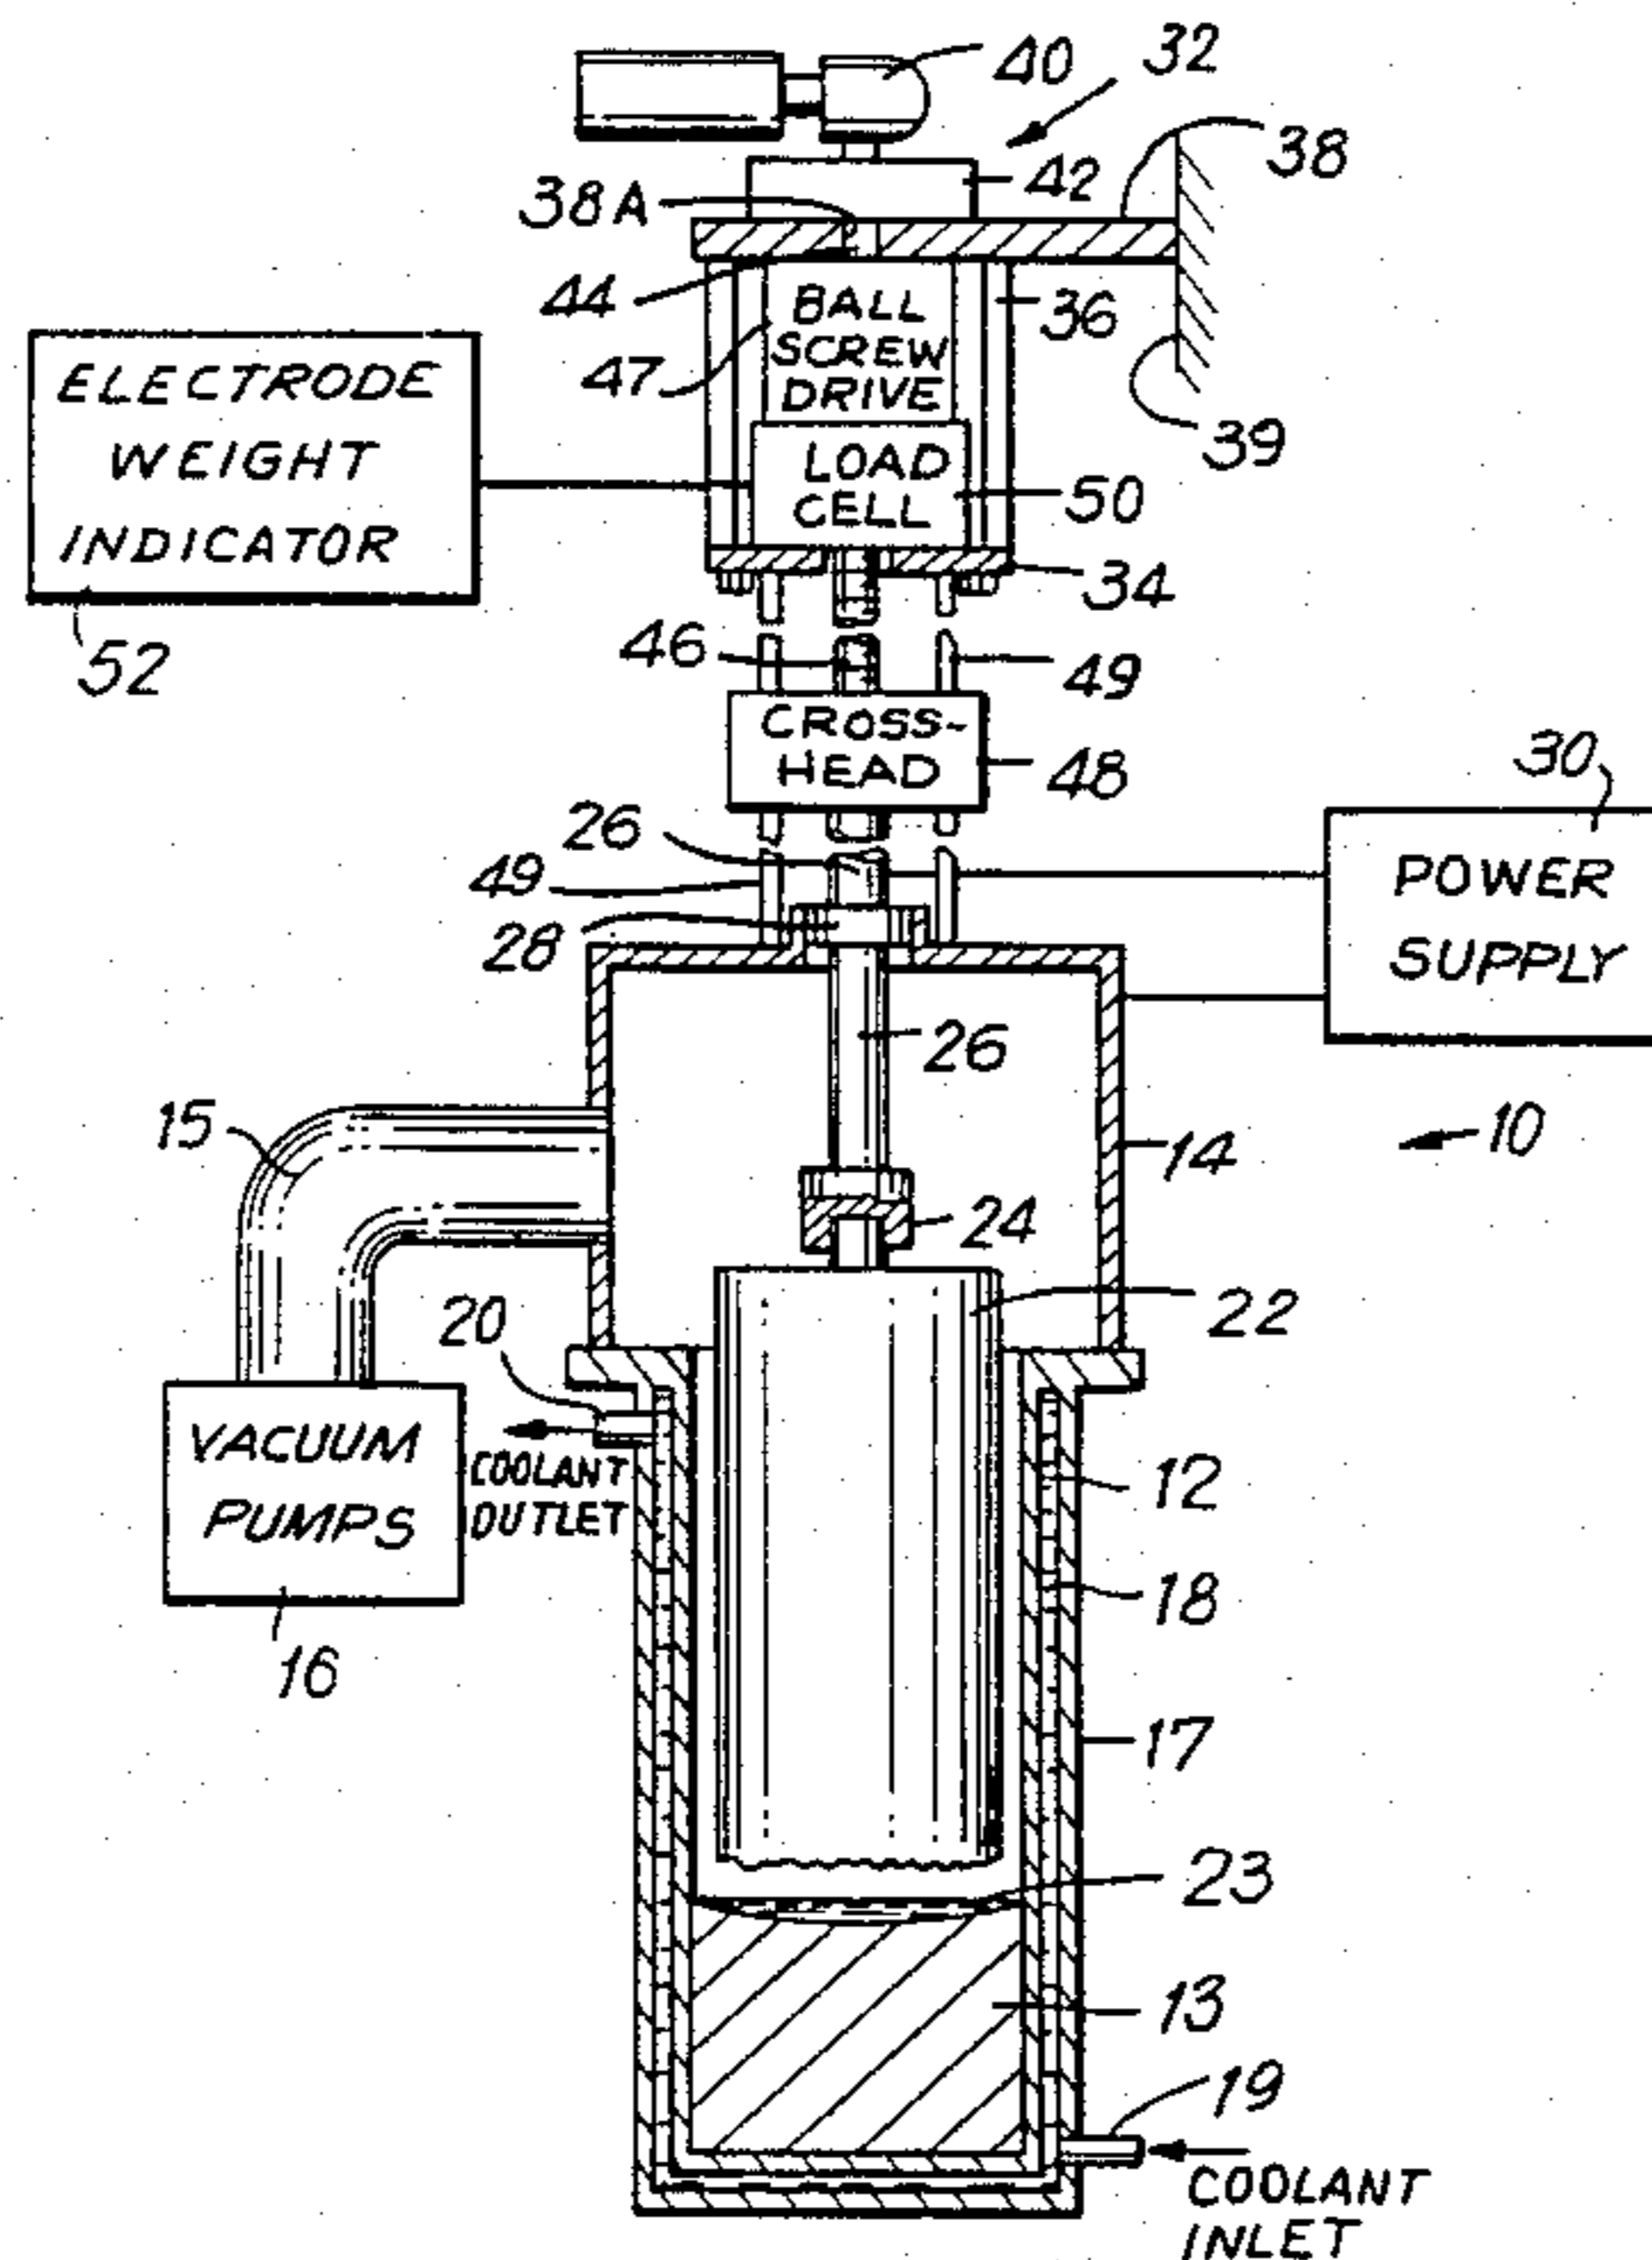 40
32
38
42
38A
44
BALL
SCREW
DRIVE
36
47
39
ELECTRODE
WEIGHT
INDICATOR
LOAD
CELL
50
34
52
46
49
CROSS-
HEAD
48
30
26
POWER
SUPPLY
49
28
26
15
14
10
24
20
22
VACUUM
PUMPS
COOLANT
OUTLET
12
18
16
17
23
13
19
COOLANT
INLET